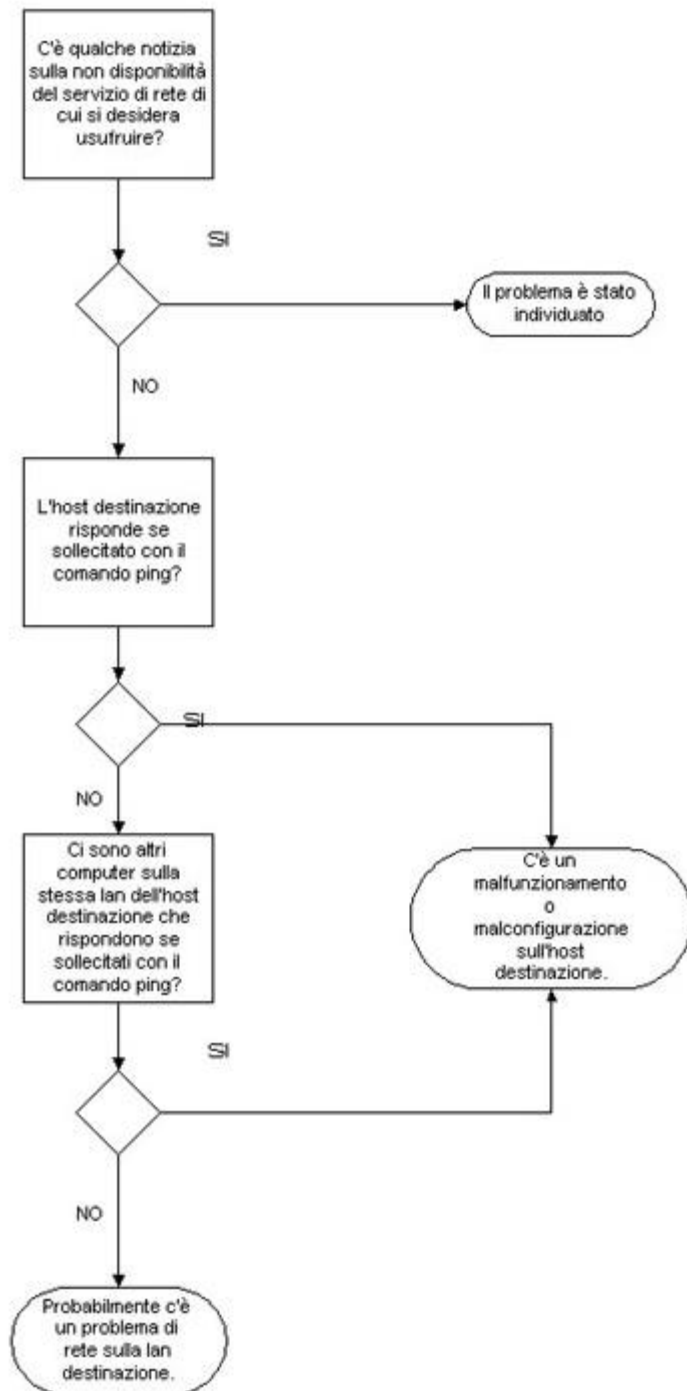 C'è qualche notizia
sulla non disponibilità
del servizio di rete di
cui si desidera
usufruire?
SI
Il problema è stato
individuato
NO
L'host destinazione
risponde se
sollecitato con il
comando ping?
SI
NO
Ci sono altri
computer sulla
stessa lan dell'host
destinazione che
rispondono se
sollecitati con il
comando ping?
C'è un
malfunzionamento
o
malconfigurazione
sull'host
destinazione.
SI
NO
Probabilmente c'è
un problema di
rete sulla lan
destinazione.